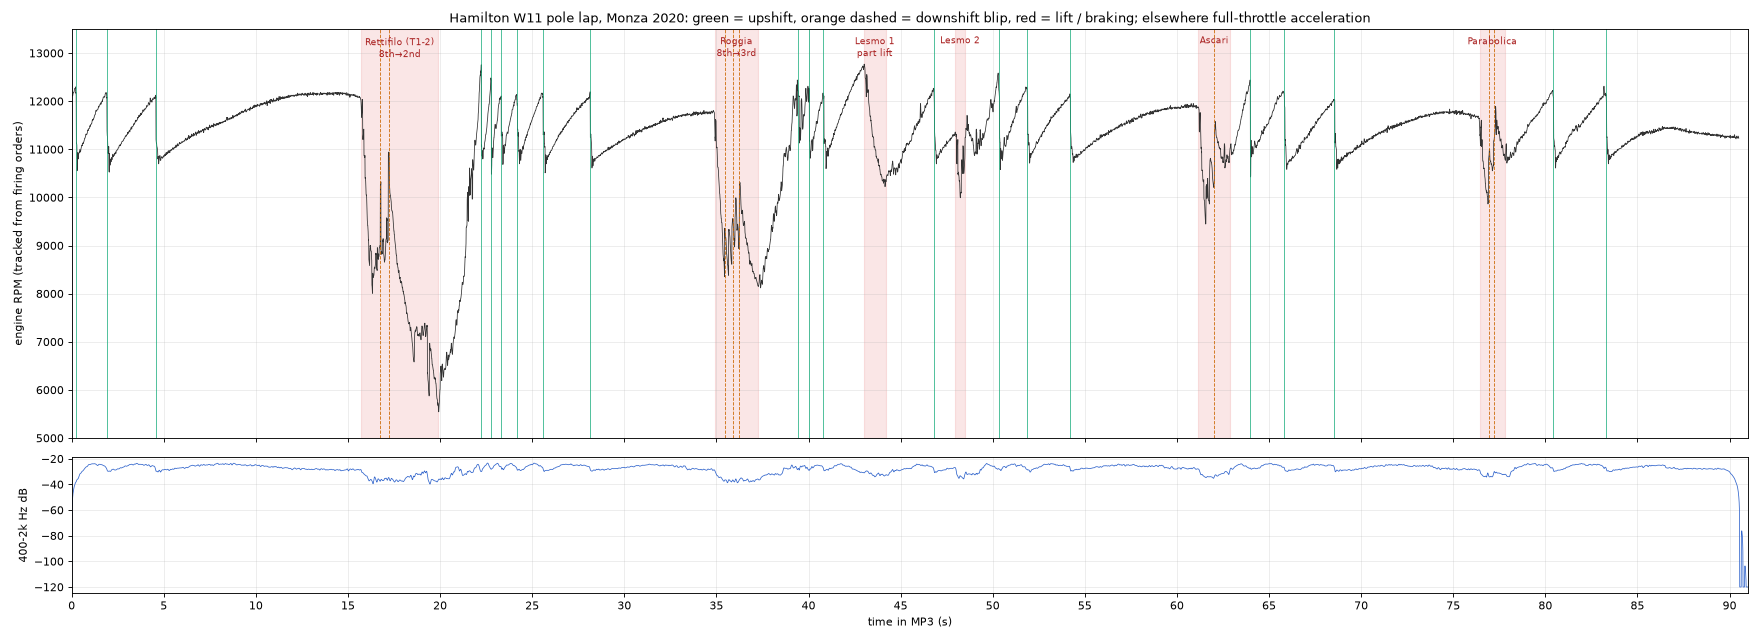 Hamilton W11 pole lap, Monza 2020: green = upshift, orange dashed = downshift blip, red = lift / braking; elsewhere full-throttle acceleration
Rettifilo (T1-2)
8th→2nd
Roggia
8th→3rd
Lesmo 1
part lift
Lesmo 2
Ascari
Parabolica
engine RPM (tracked from firing orders)
13000
12000
11000
10000
9000
8000
7000
6000
5000
400-2k Hz dB
−20
−40
−60
−80
−100
−120
0 5 10 15 20 25 30 35 40 45 50 55 60 65 70 75 80 85 90
time in MP3 (s)